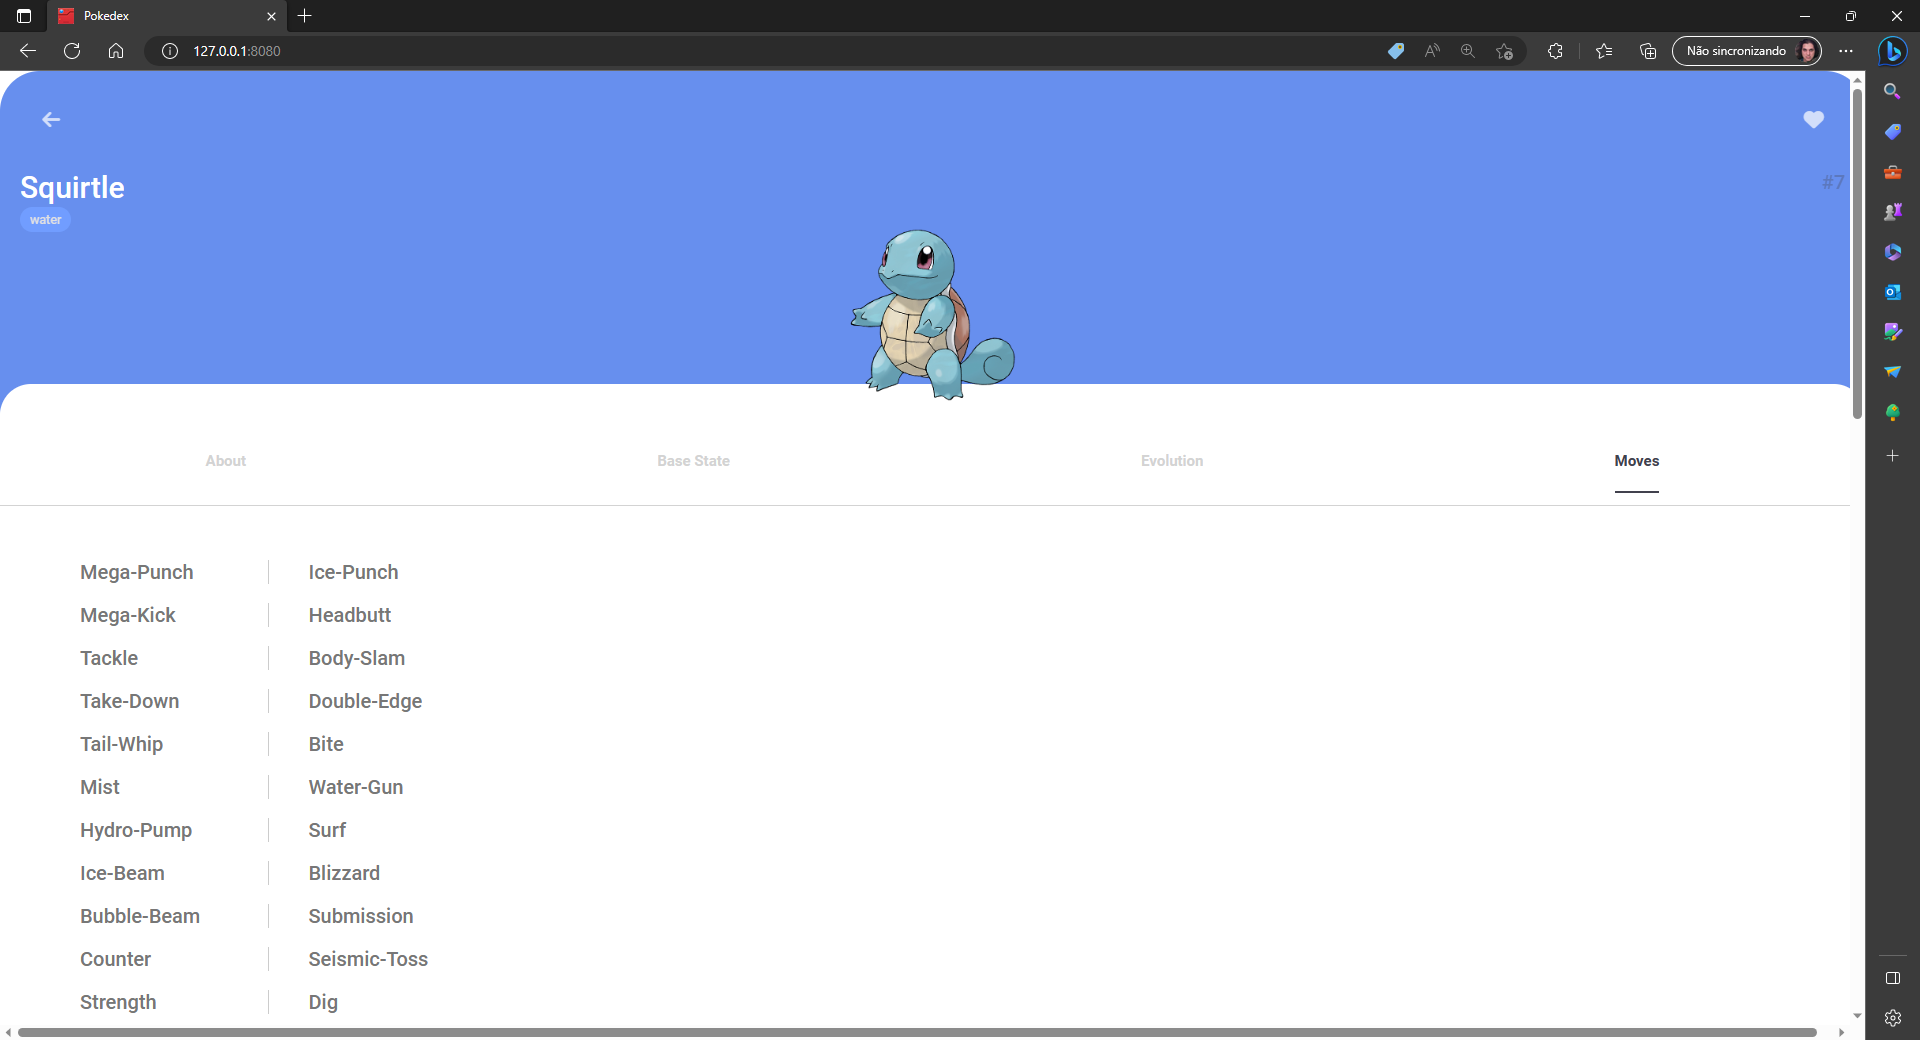 Pokedex
127.0.0.1:8080
Não sincronizando
Squirtle
#7
water
About Base State Evolution Moves
Mega-Punch Ice-Punch
Mega-Kick Headbutt
Tackle Body-Slam
Take-Down Double-Edge
Tail-Whip Bite
Mist Water-Gun
Hydro-Pump Surf
Ice-Beam Blizzard
Bubble-Beam Submission
Counter Seismic-Toss
Strength Dig